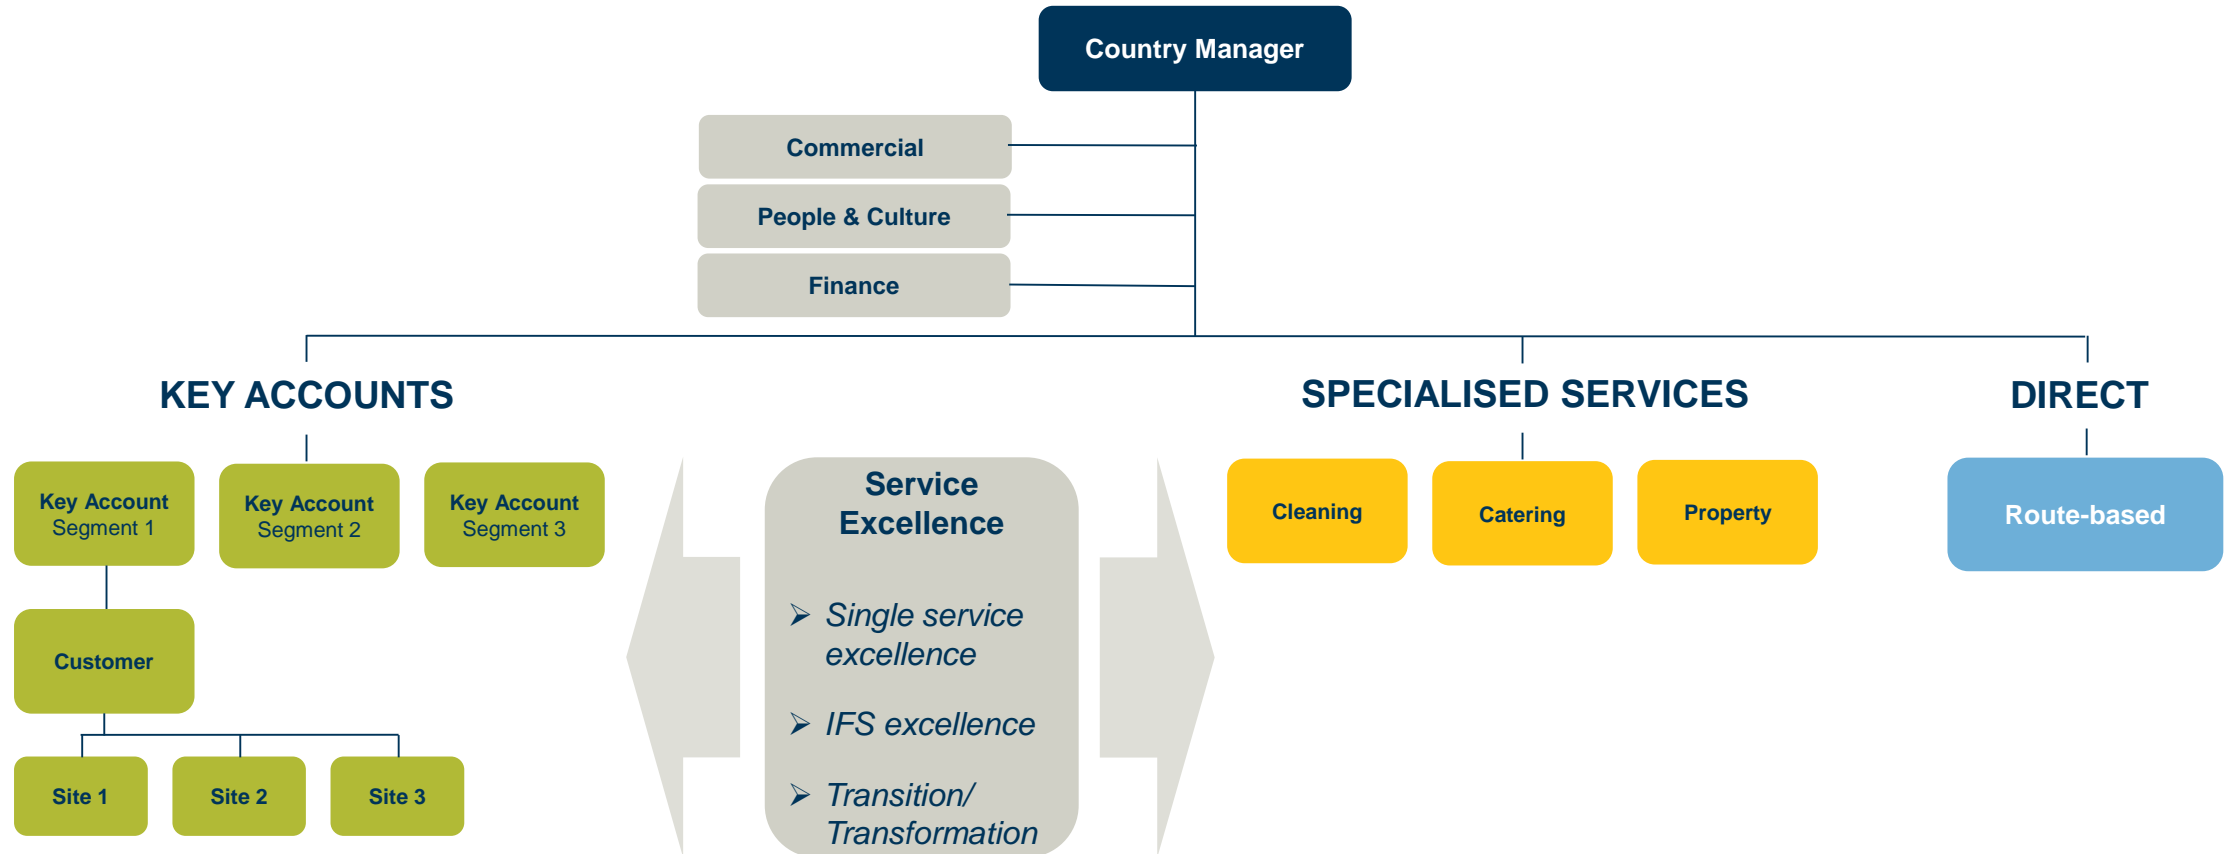 Country Manager
Commercial
People & Culture
Finance
KEY ACCOUNTS
SPECIALISED SERVICES
DIRECT
Key Account
Segment 1
Key Account
Segment 2
Key Account
Segment 3
Customer
Site 1
Site 2
Site 3
Service
Excellence
➢ Single service
excellence
➢ IFS excellence
➢ Transition/
Transformation
Cleaning
Catering
Property
Route-based